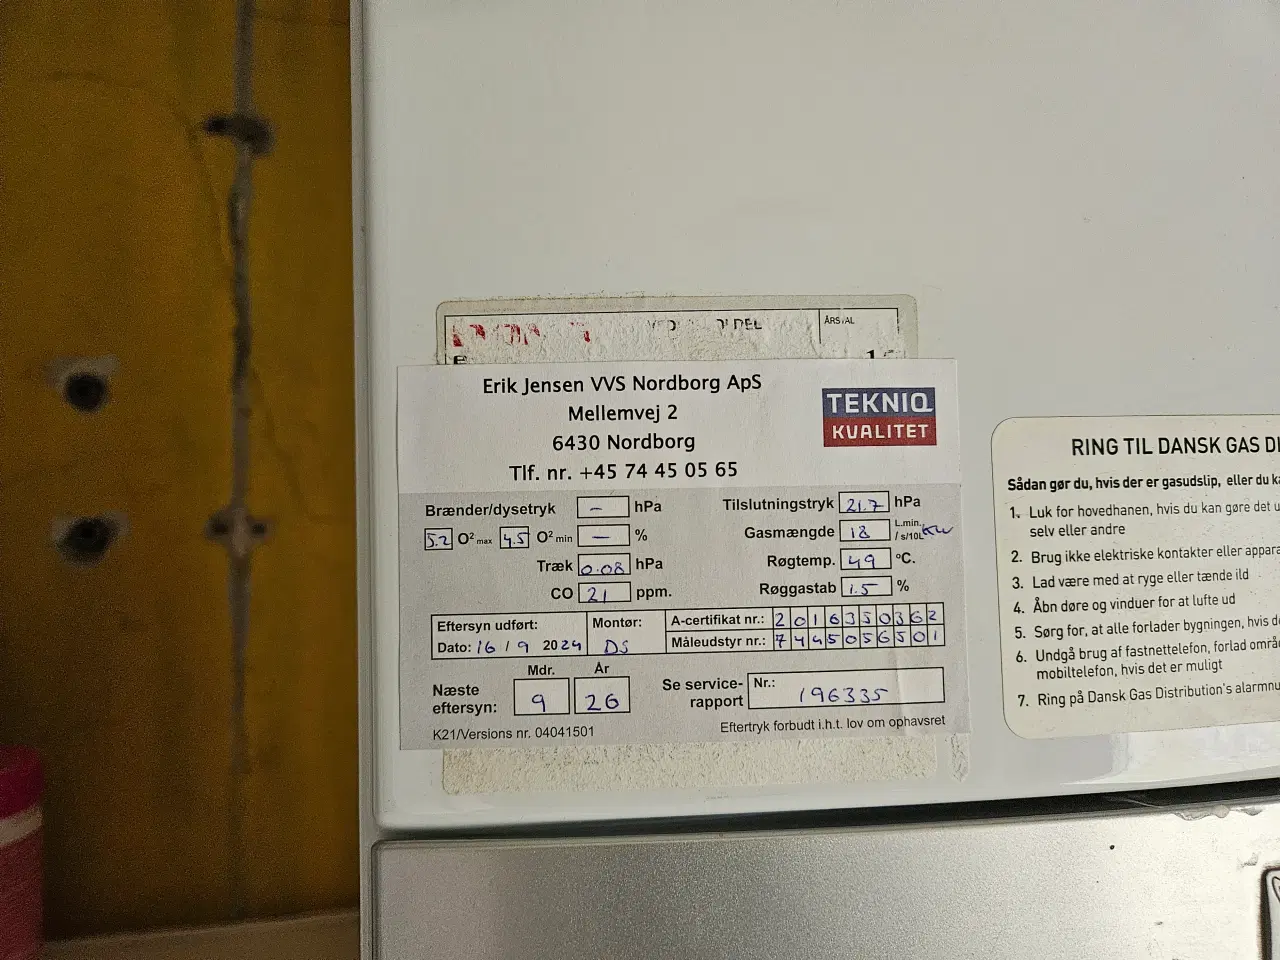 ÅRSTAL
Erik Jensen VVS Nordborg ApS
Mellemvej 2
6430 Nordborg
Tlf. nr. +45 74 45 05 65
TEKNIQ
KVALITET
Brænder/dysetryk – hPa
5.2 O² max 4.5 O² min – %
Træk 0.08 hPa
CO 21 ppm.
Tilslutningstryk 21.7 hPa
Gasmængde 18 L.min. / s/10L kW
Røgtemp. 49 °C.
Røggastab 1.5 %
Eftersyn udført:
Dato: 16 / 9 2024
Montør:
DS
A-certifikat nr.: 2016350362
Måleudstyr nr.: 7445056501
Mdr. År
Næste eftersyn: 9 26
Se service-
rapport
Nr.: 196335
K21/Versions nr. 04041501
Eftertryk forbudt i.h.t. lov om ophavsret
RING TIL DANSK GAS
Sådan gør du, hvis der er gasudslip, eller du
1. Luk for hovedhanen, hvis du kan gøre det
selv eller andre
2. Brug ikke elektriske kontakter eller
3. Lad være med at ryge eller tænde ild
4. Åbn døre og vinduer for at lufte ud
5. Sørg for, at alle forlader bygningen, hvis
6. Undgå brug af fastnettelefon, forlad
mobiltelefon, hvis det er muligt
7. Ring på Dansk Gas Distribution's